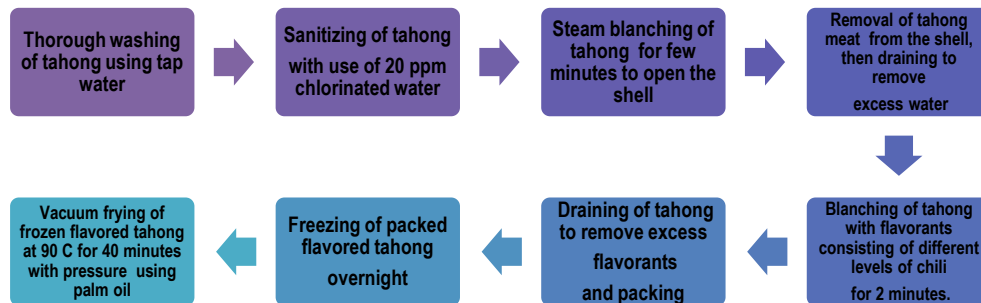 Thorough washing
of tahong using tap
water
Sanitizing of tahong
with use of 20 ppm
chlorinated water
Steam blanching of
tahong for few
minutes to open the
shell
Removal of tahong
meat from the shell,
then draining to
remove
excess water
Blanching of tahong
with flavorants
consisting of different
levels of chili
for 2 minutes.
Draining of tahong
to remove excess
flavorants
and packing
Freezing of packed
flavored tahong
overnight
Vacuum frying of
frozen flavored tahong
at 90 C for 40 minutes
with pressure using
palm oil